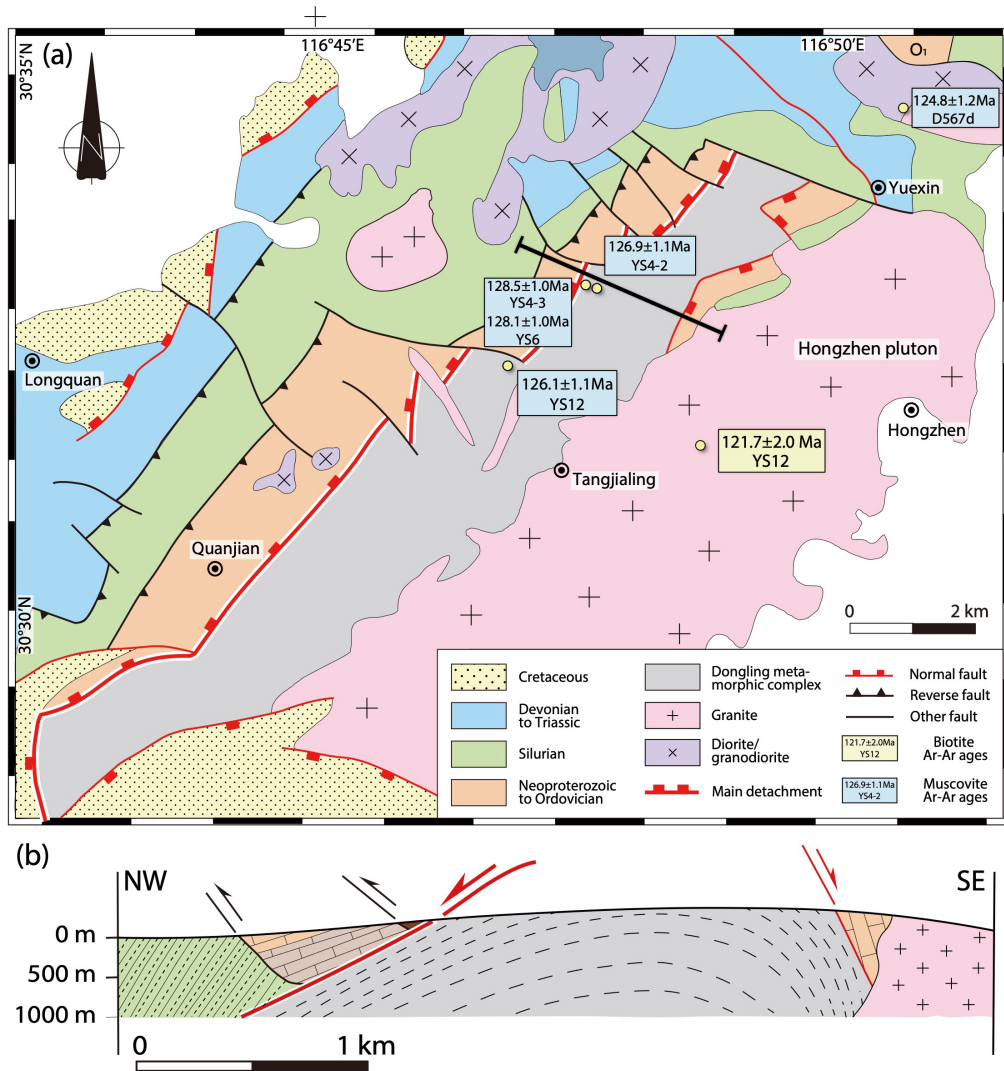 (a)
116°45′E
116°50′E
30°35′N
O₁
124.8±1.2Ma
D567d
N
Yuexin
126.9±1.1Ma
YS4-2
128.5±1.0Ma
YS4-3
128.1±1.0Ma
YS6
Hongzhen pluton
Longquan
126.1±1.1Ma
YS12
Hongzhen
121.7±2.0 Ma
YS12
Tangjialing
Quanjian
30°30′N
0 2 km
Cretaceous
Devonian
to Triassic
Silurian
Neoproterozoic
to Ordovician
Dongling meta-
morphic complex
Granite
Diorite/
granodiorite
Main detachment
Normal fault
Reverse fault
Other fault
121.7±2.0Ma
YS12
Biotite
Ar-Ar ages
126.9±1.1Ma
YS4-2
Muscovite
Ar-Ar ages
(b)
NW
SE
0 m
500 m
1000 m
0 1 km